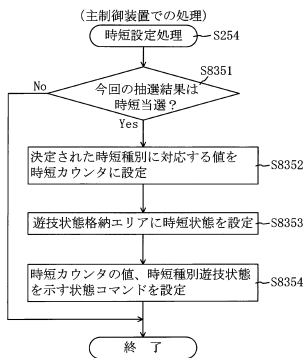 (主制御装置での処理)
時短設定処理
S254
S8351
今回の抽選結果は
時短当選?
No
Yes
決定された時短種別に対応する値を
時短カウンタに設定
S8352
遊技状態格納エリアに時短状態を設定
S8353
時短カウンタの値、時短種別遊技状態
を示す状態コマンドを設定
S8354
終 了